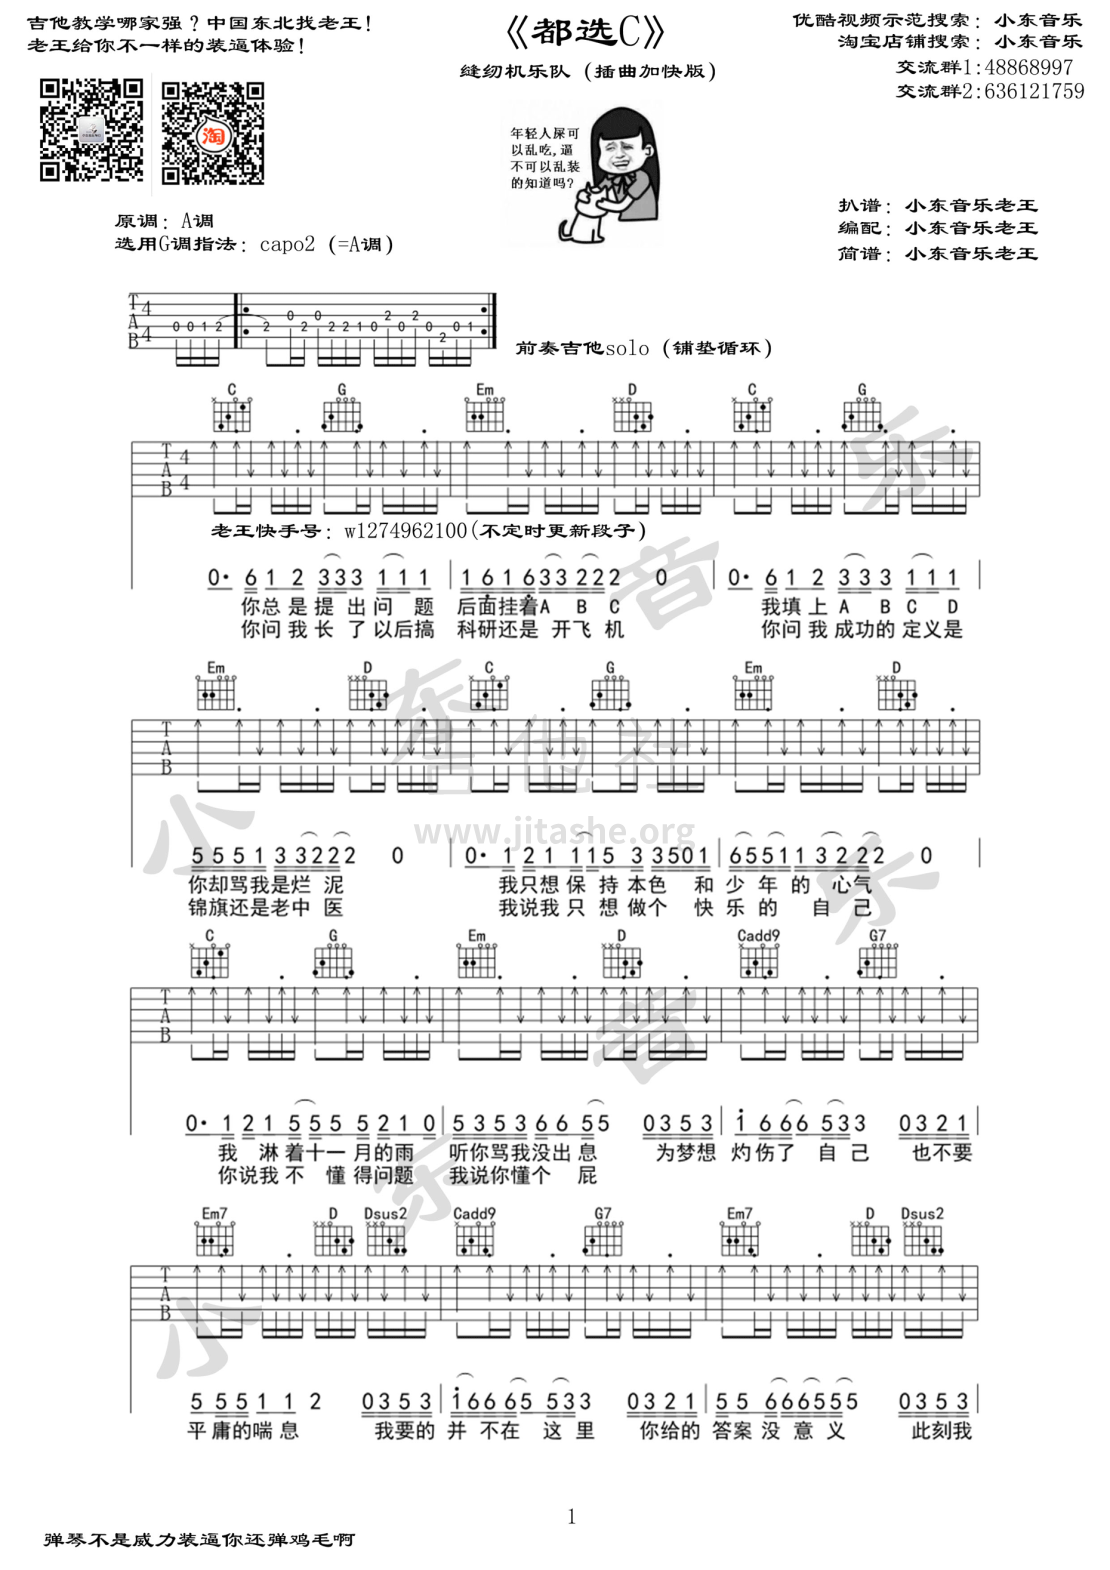 吉他教学哪家强？中国东北找老王！
老王给你不一样的装逼体验！
《都选C》
缝纫机乐队（插曲加快版）
优酷视频示范搜索：小东音乐
淘宝店铺搜索：小东音乐
交流群1:48868997
交流群2:636121759
淘
年轻人屎可
以乱吃,逼
不可以乱装
的知道吗?
原调：A调
选用G调指法：capo2（=A调）
扒谱：小东音乐老王
编配：小东音乐老王
简谱：小东音乐老王
T A B 4 4 0 0 1 2 2 0 2 0 2 2 1 0 2 0 2 0 2 0 1
前奏吉他solo（铺垫循环）
C G Em D C G
T A B 4 4
老王快手号：w1274962100(不定时更新段子)
0· 6 1 2 3 3 3 1 1 1 | 1 6 1 6 3 3 2 2 2 0 | 0· 6 1 2 3 3 3 1 1 1
你总是提出问题 后面挂着A B C 我填上 A B C D
你问我长了以后搞 科研还是开飞机 你问我成功的定义是
Em D C G Em D
T A B
5 5 5 1 3 3 2 2 2 2 0 | 0· 1 2 1 1 1 5 3 3 5 0 1 | 6 5 5 1 1 3 2 2 2 0
你却骂我是烂泥 我只想保持本色 和少年的心气
锦旗还是老中医 我说我只想做个 快乐的自己
C G Em D Cadd9 G7
T A B
0· 1 2 1 5 5 5 5 2 1 0 | 5 3 5 3 6 6 5 5 0 3 5 3 | i 6 6 6 5 3 3 0 3 2 1
我淋着十一月的雨 听你骂我没出息 为梦想 灼伤了自己 也不要
你说我不懂得问题 我说你懂个屁
Em7 D Dsus2 Cadd9 G7 Em7 D Dsus2
T A B
5 5 5 1 1 2 0 3 5 3 | i 6 6 6 5 5 3 3 0 3 2 1 | 5 5 6 6 6 5 5 5 0 3 5 3
平庸的喘息 我要的 并不在这里 你给的 答案没意义 此刻我
1
弹琴不是威力装逼你还弹鸡毛啊
小东音乐
吉他社
www.jitashe.org
小东音乐